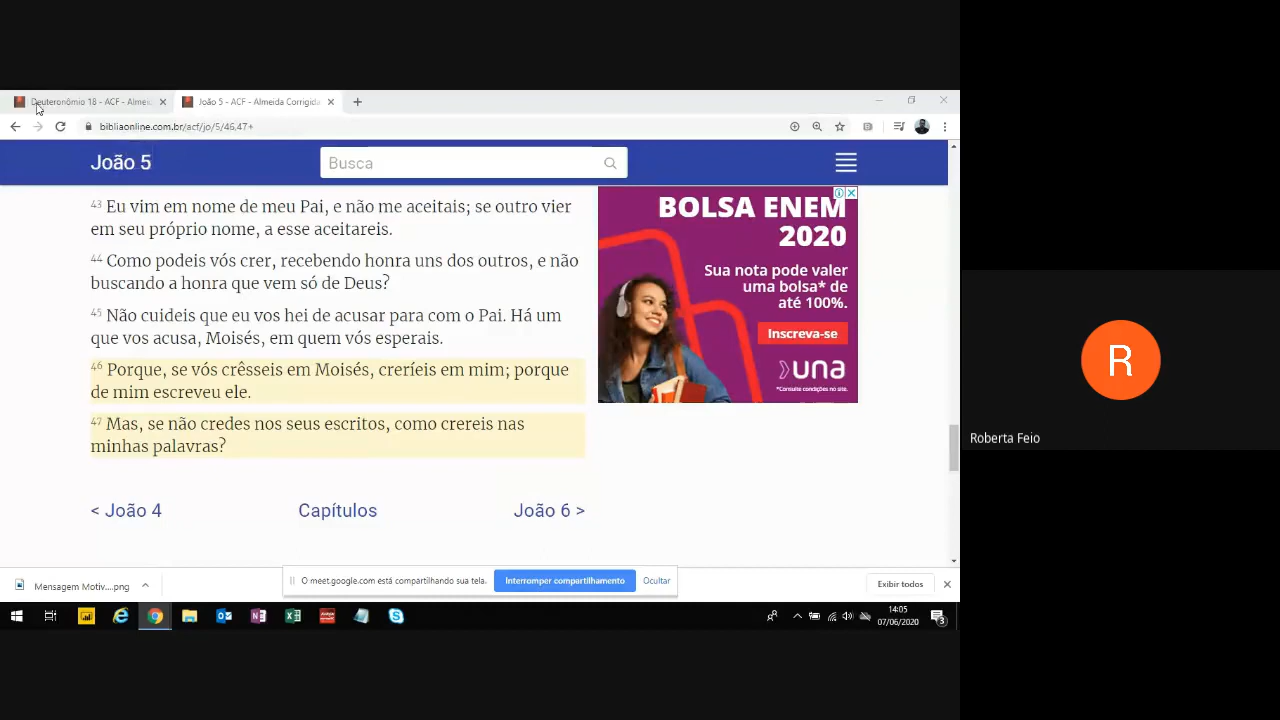 Deuteronômio 18 - ACF - Almei
João 5 - ACF - Almeida Corrigida
bibliaonline.com.br/acf/jo/5/46,47+
João 5
Busca
43 Eu vim em nome de meu Pai, e não me aceitais; se outro vier
em seu próprio nome, a esse aceitareis.
44 Como podeis vós crer, recebendo honra uns dos outros, e não
buscando a honra que vem só de Deus?
45 Não cuideis que eu vos hei de acusar para com o Pai. Há um
que vos acusa, Moisés, em quem vós esperais.
46 Porque, se vós crêsseis em Moisés, creríeis em mim; porque
de mim escreveu ele.
47 Mas, se não credes nos seus escritos, como crereis nas
minhas palavras?
< João 4
Capítulos
João 6 >
BOLSA ENEM
2020
Sua nota pode valer
uma bolsa* de
até 100%.
Inscreva-se
una
*Consulte condições no site.
R
Roberta Feio
Mensagem Motiv....png
O meet.google.com está compartilhando sua tela.
Interromper compartilhamento
Ocultar
Exibir todos
14:05
07/06/2020
3